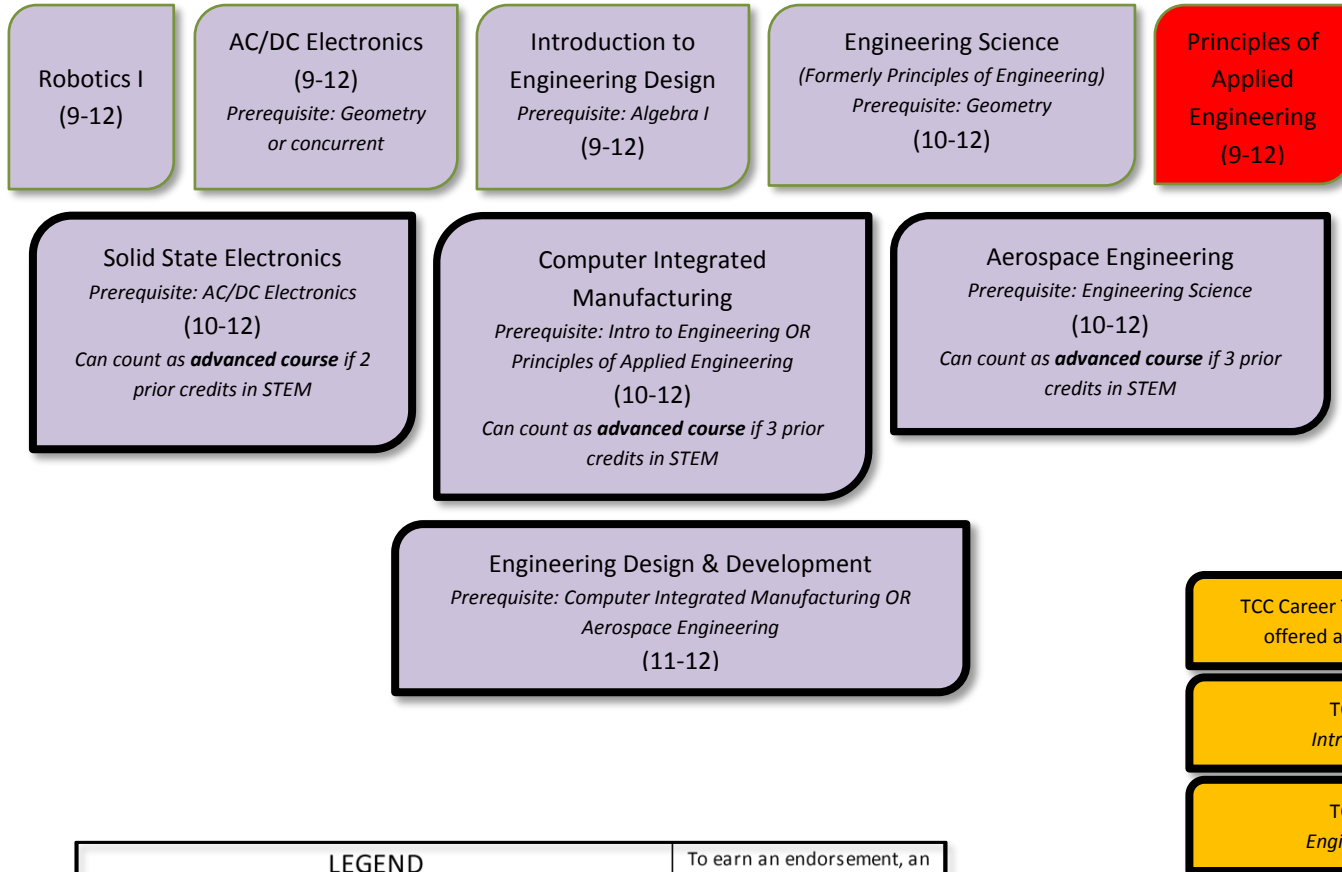 Robotics I
(9-12)
AC/DC Electronics
(9-12)
Prerequisite: Geometry
or concurrent
Introduction to
Engineering Design
Prerequisite: Algebra I
(9-12)
Engineering Science
(Formerly Principles of Engineering)
Prerequisite: Geometry
(10-12)
Principles of
Applied
Engineering
(9-12)
Solid State Electronics
Prerequisite: AC/DC Electronics
(10-12)
Can count as advanced course if 2
prior credits in STEM
Computer Integrated
Manufacturing
Prerequisite: Intro to Engineering OR
Principles of Applied Engineering
(10-12)
Can count as advanced course if 3 prior
credits in STEM
Aerospace Engineering
Prerequisite: Engineering Science
(10-12)
Can count as advanced course if 3 prior
credits in STEM
Engineering Design & Development
Prerequisite: Computer Integrated Manufacturing OR
Aerospace Engineering
(11-12)
TCC Career
offered
LEGEND
To earn an endorsement, an